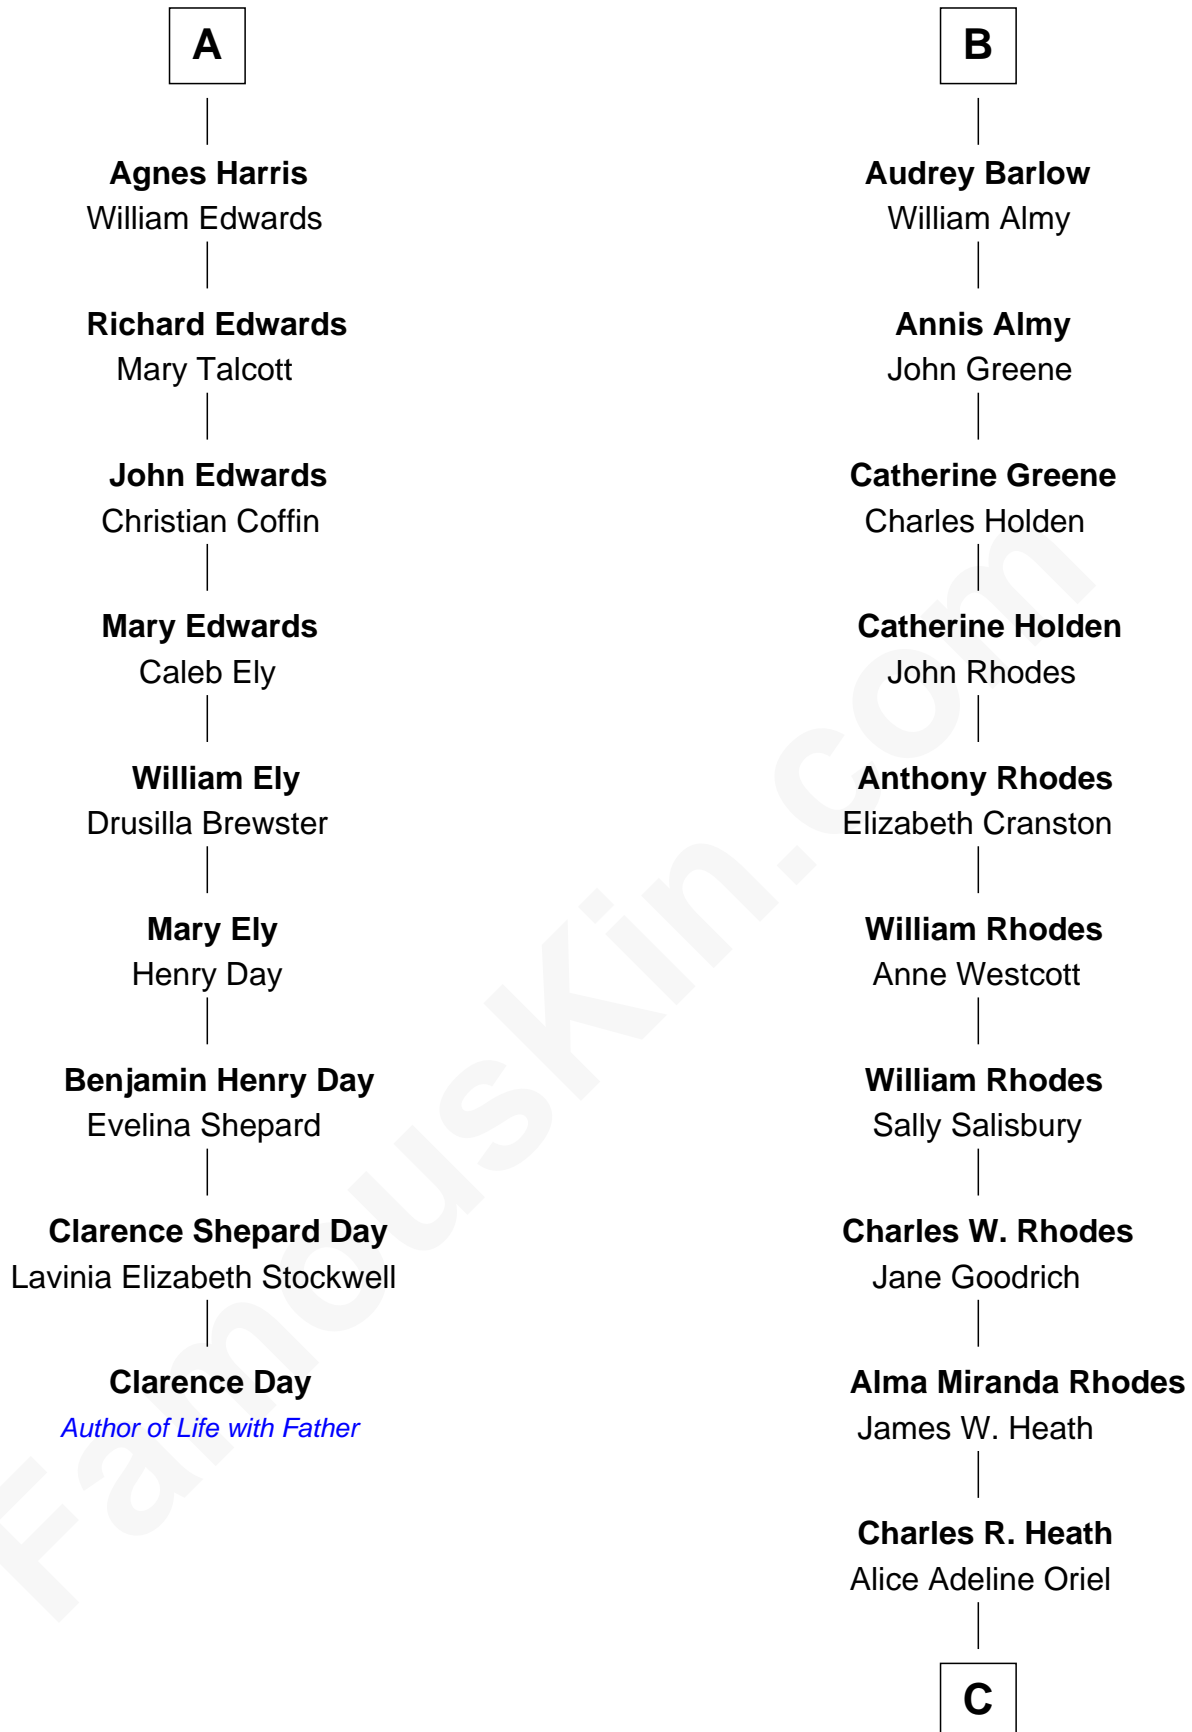 A
Agnes Harris
William Edwards
Richard Edwards
Mary Talcott
John Edwards
Christian Coffin
Mary Edwards
Caleb Ely
William Ely
Drusilla Brewster
Mary Ely
Henry Day
Benjamin Henry Day
Evelina Shepard
Clarence Shepard Day
Lavinia Elizabeth Stockwell
Clarence Day
Author of Life with Father
B
Audrey Barlow
William Almy
Annis Almy
John Greene
Catherine Greene
Charles Holden
Catherine Holden
John Rhodes
Anthony Rhodes
Elizabeth Cranston
William Rhodes
Anne Westcott
William Rhodes
Sally Salisbury
Charles W. Rhodes
Jane Goodrich
Alma Miranda Rhodes
James W. Heath
Charles R. Heath
Alice Adeline Oriel
C
FamousKin.com